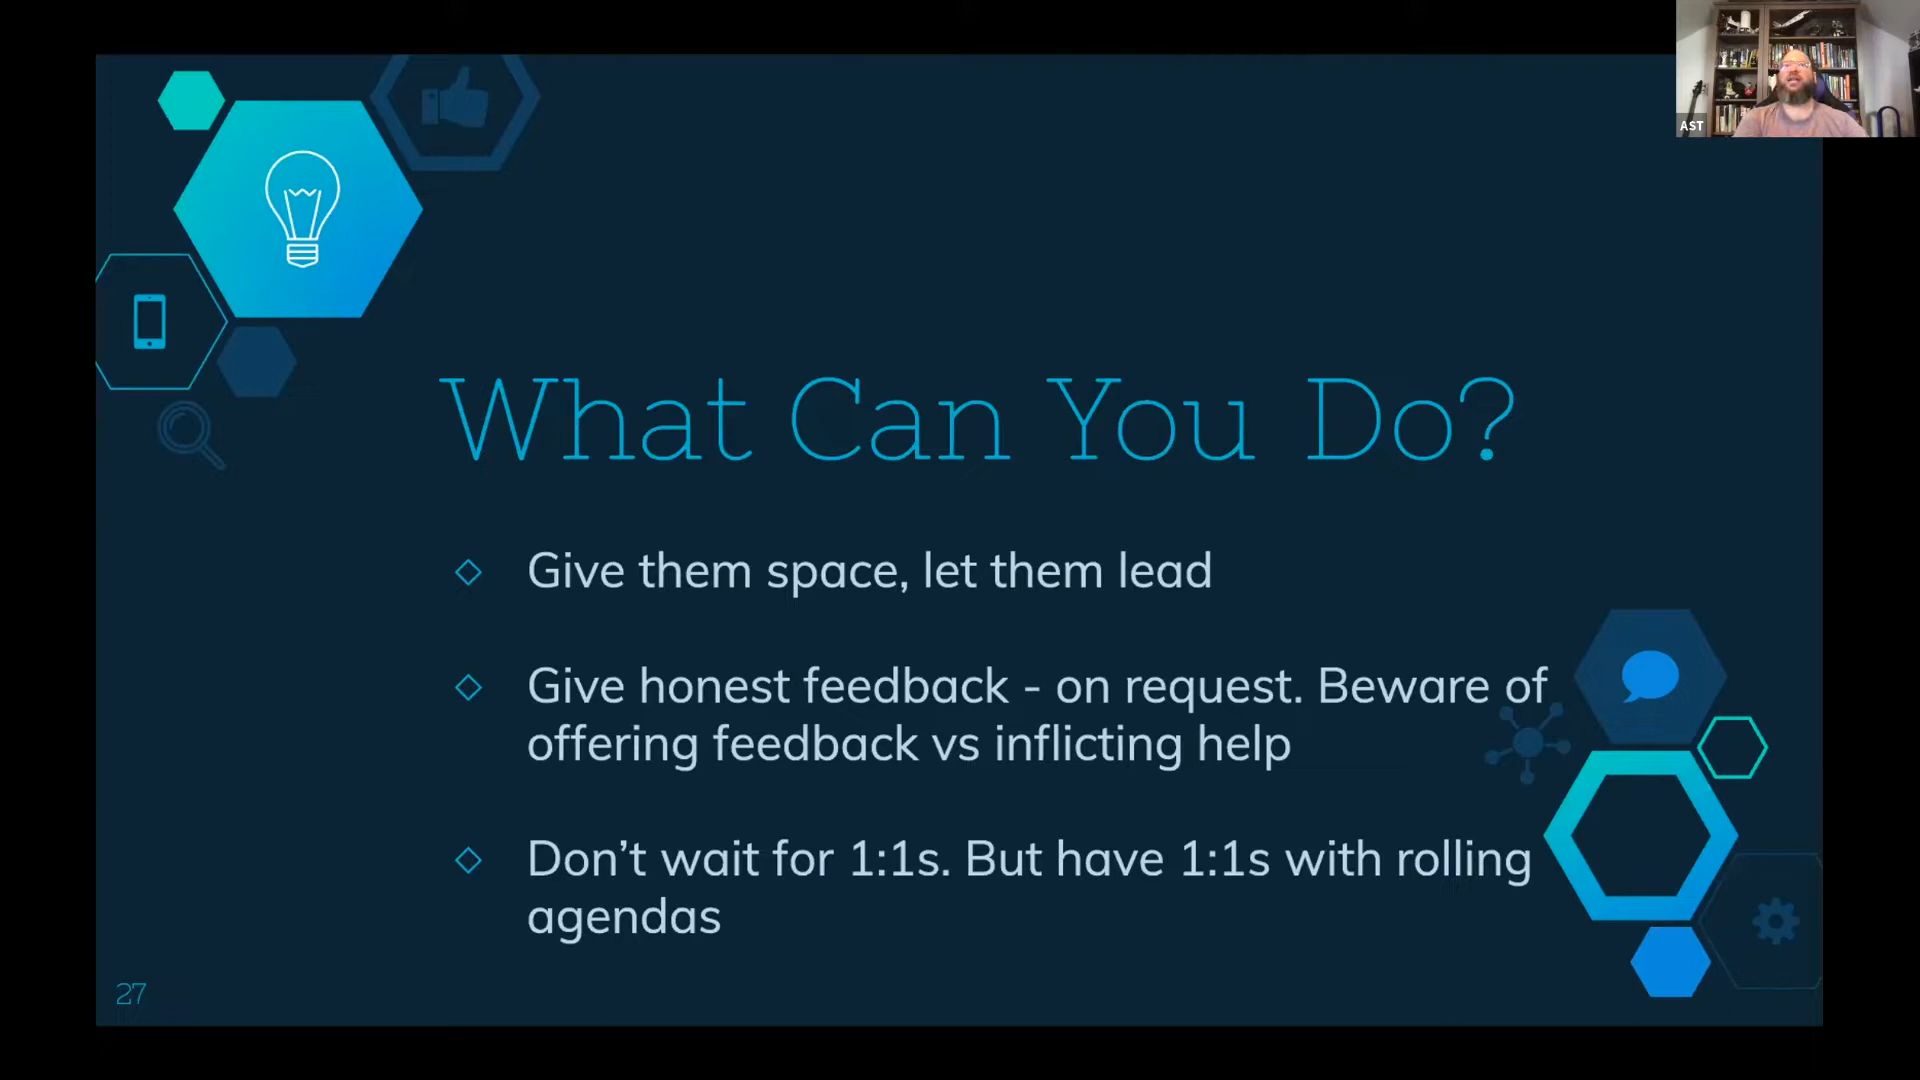 AST
What Can You Do?
Give them space, let them lead
Give honest feedback - on request. Beware of
offering feedback vs inflicting help
Don’t wait for 1:1s. But have 1:1s with rolling
agendas
27